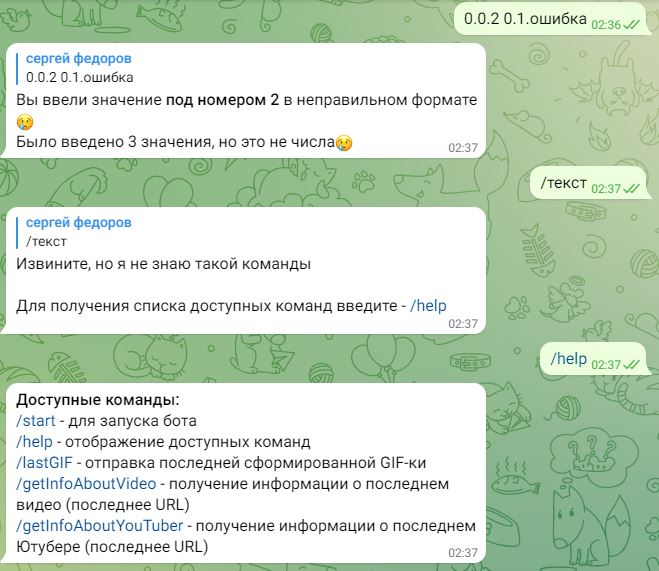 0.0.2 0.1.ошибка 02:36
сергей федоров
0.0.2 0.1.ошибка
Вы ввели значение под номером 2 в неправильном формате
😢
Было введено 3 значения, но это не числа😢
02:37
/текст 02:37
сергей федоров
/текст
Извините, но я не знаю такой команды
Для получения списка доступных команд введите - /help
02:37
/help 02:37
Доступные команды:
/start - для запуска бота
/help - отображение доступных команд
/lastGIF - отправка последней сформированной GIF-ки
/getInfoAboutVideo - получение информации о последнем
видео (последнее URL)
/getInfoAboutYouTuber - получение информации о последнем
Ютубере (последнее URL)
02:37
???